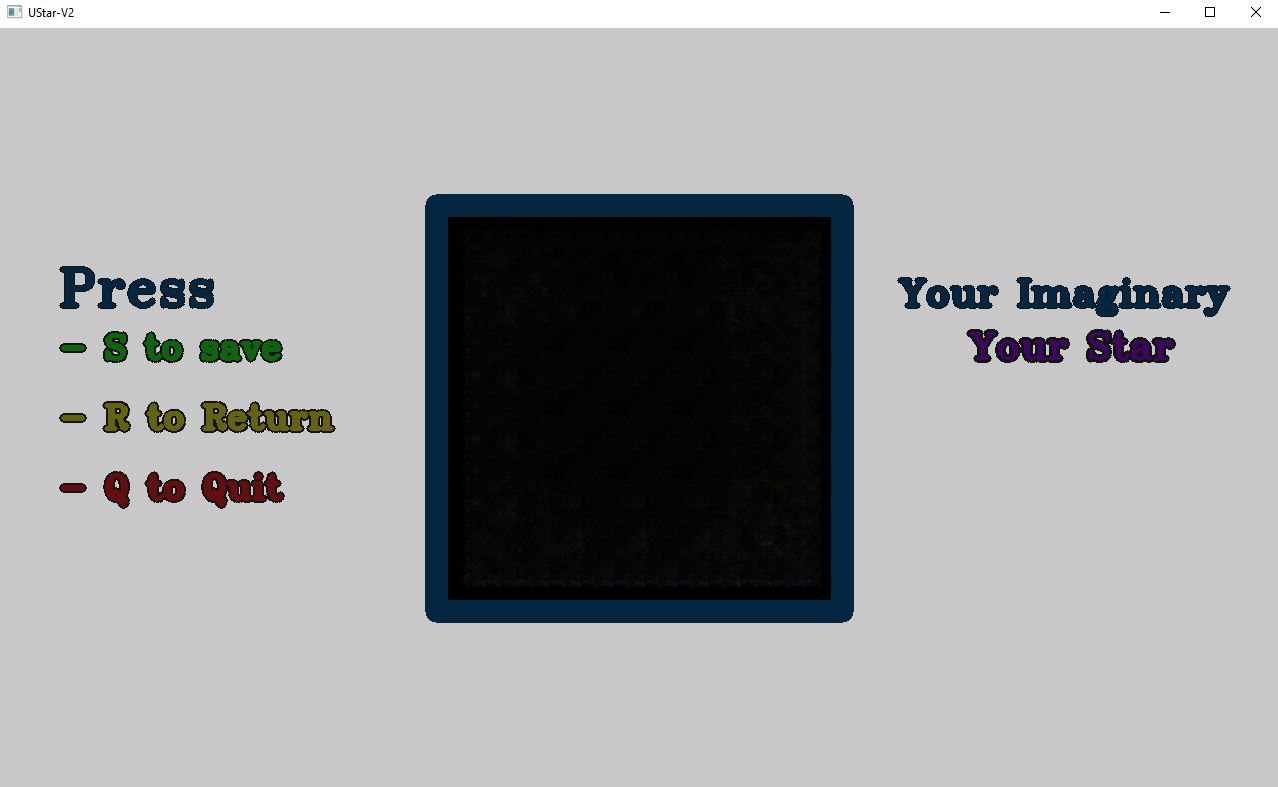 UStar-V2
Press
- S to save
- R to Return
- Q to Quit
Your Imaginary
Your Star